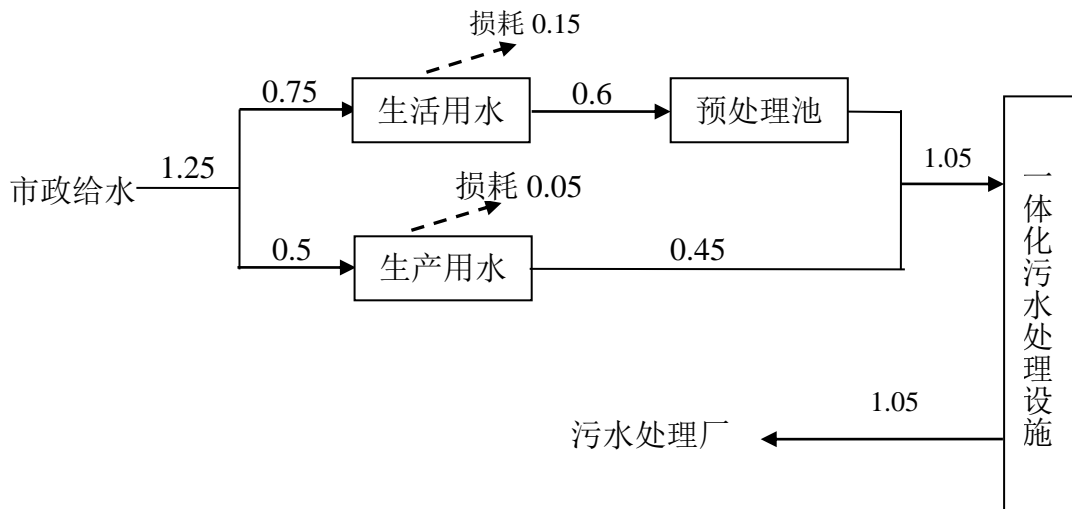 损耗 0.15
0.75
生活用水
0.6
预处理池
1.25
市政给水
1.05
损耗 0.05
0.5
生产用水
0.45
一体化污水处理设施
1.05
污水处理厂